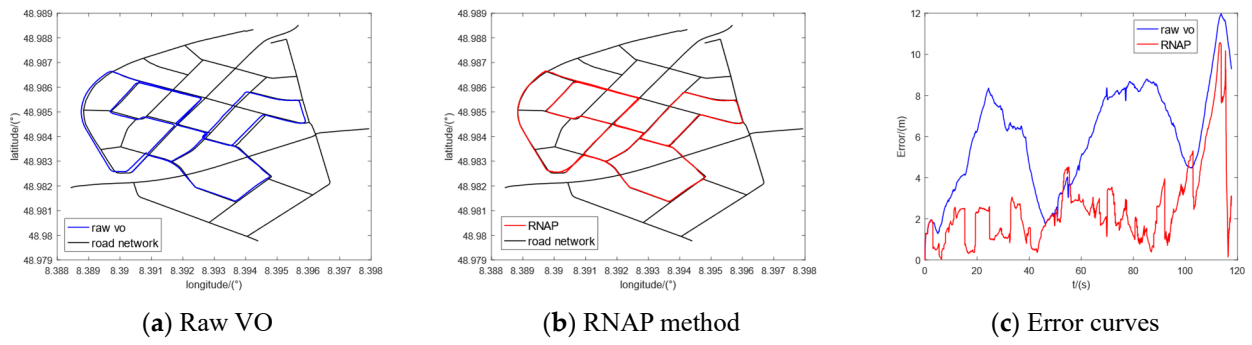 48.989
48.988
48.987
48.986
48.985
48.984
48.983
48.982
48.981
48.98
48.979
latitude/(°)
raw vo
road network
8.388 8.389 8.39 8.391 8.392 8.393 8.394 8.395 8.396 8.397 8.398
longitude/(°)
(a) Raw VO
48.989
48.988
48.987
48.986
48.985
48.984
48.983
48.982
48.981
48.98
48.979
latitude/(°)
RNAP
road network
8.388 8.389 8.39 8.391 8.392 8.393 8.394 8.395 8.396 8.397 8.398
longitude/(°)
(b) RNAP method
12
10
8
6
4
2
0
Error/(m)
raw vo
RNAP
0 20 40 60 80 100 120
t/(s)
(c) Error curves